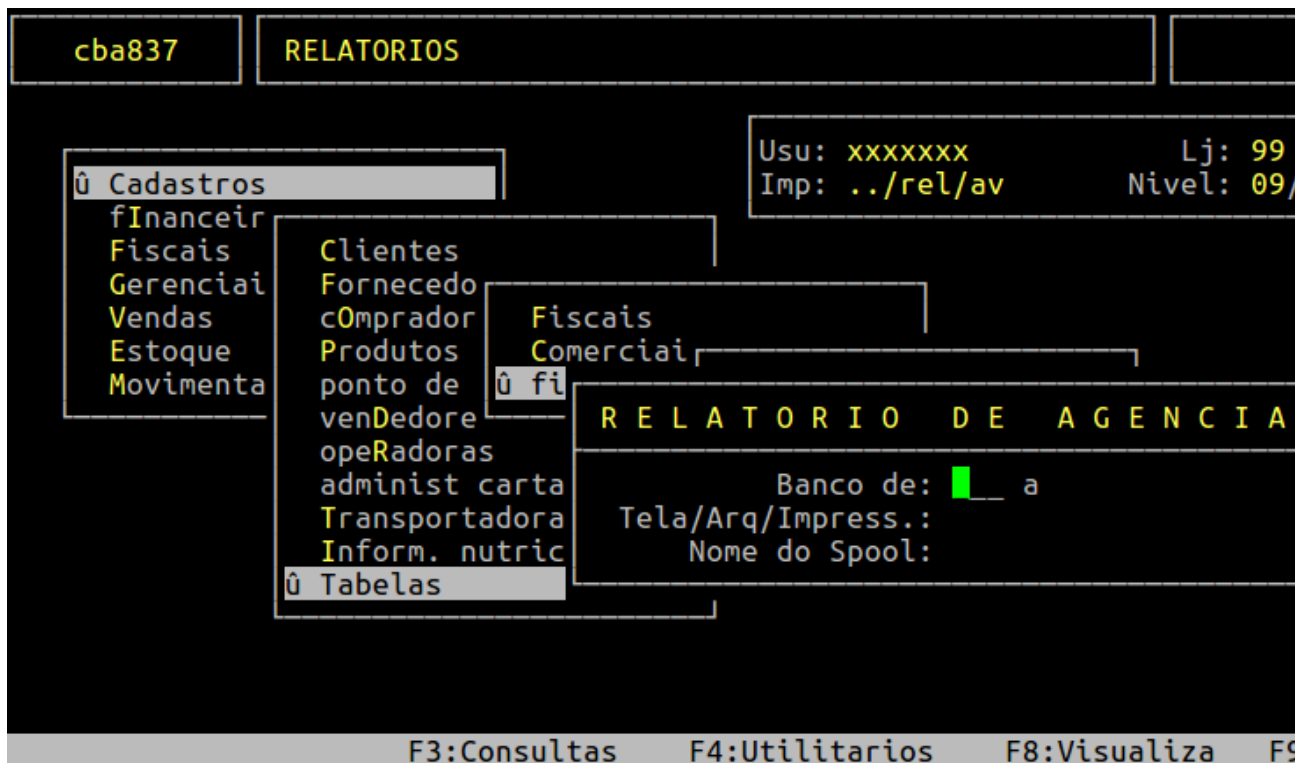 cba837 RELATORIOS
Usu: xxxxxxx Lj: 99
Imp: ../rel/av Nivel: 09/
û Cadastros
fInanceir
Fiscais
Gerenciai
Vendas
Estoque
Movimenta
Clientes
Fornecedo
cOmprador
Produtos
ponto de
venDedore
opeRadoras
administ carta
Transportadora
Inform. nutric
û Tabelas
Fiscais
Comerciai
û fi
R E L A T O R I O D E A G E N C I A
Banco de: __ a
Tela/Arq/Impress.:
Nome do Spool:
F3:Consultas F4:Utilitarios F8:Visualiza F9